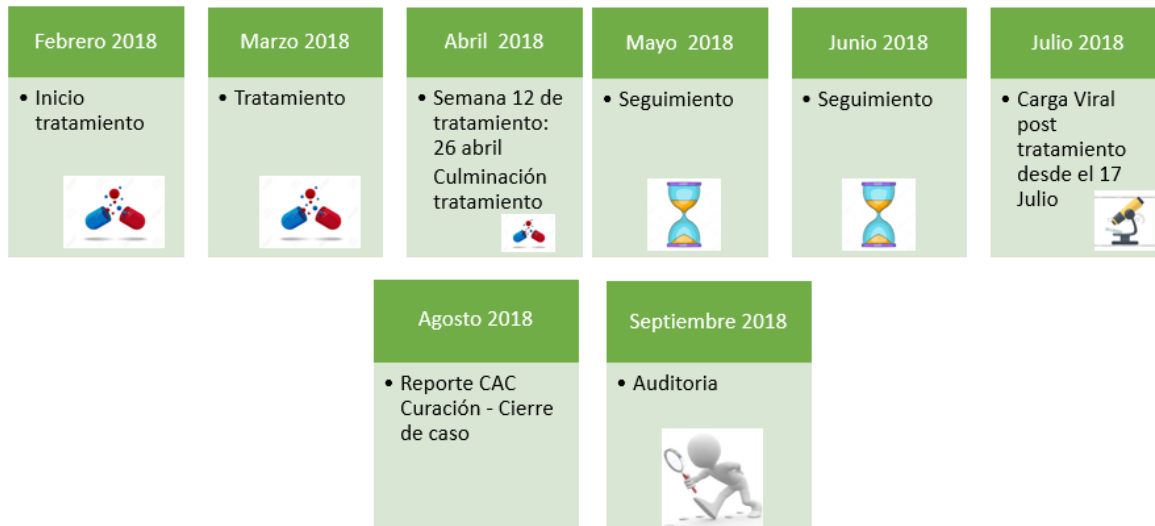 Febrero 2018
• Inicio
tratamiento
Marzo 2018
• Tratamiento
Abril 2018
• Semana 12 de
tratamiento:
26 abril
Culminación
tratamiento
Mayo 2018
• Seguimiento
Junio 2018
• Seguimiento
Julio 2018
• Carga Viral
post
tratamiento
desde el 17
Julio
Agosto 2018
• Reporte CAC
Curación - Cierre
de caso
Septiembre 2018
• Auditoria